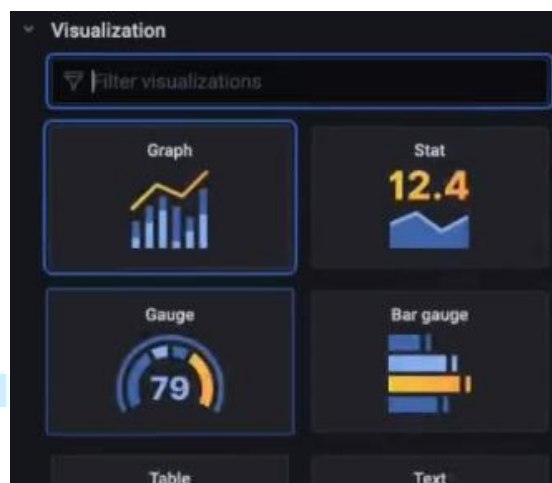 Visualization
Filter visualizations
Graph
Stat
12.4
Gauge
Bar gauge
79
Table
Text